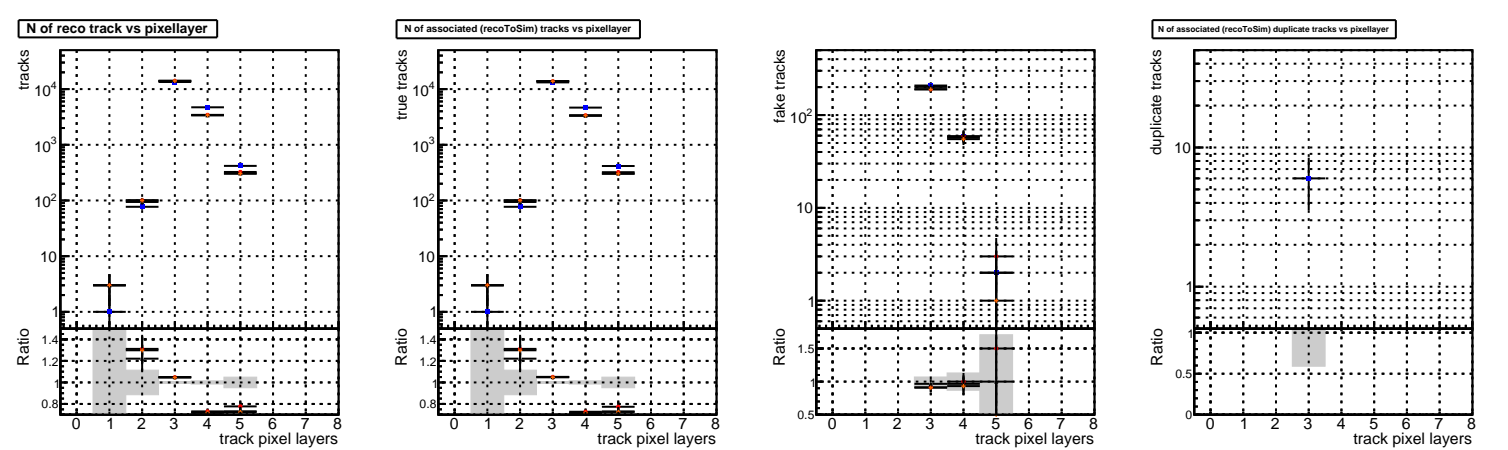 N of reco track vs pixellayer
tracks
10^4
10^3
10^2
10
1
Ratio
1.4
1.2
1
0.8
0 1 2 3 4 5 6 7 8
track pixel layers
N of associated (recoToSim) tracks vs pixellayer
true tracks
10^4
10^3
10^2
10
1
Ratio
1.4
1.2
1
0.8
0 1 2 3 4 5 6 7 8
track pixel layers
fake tracks
10^2
10
1
Ratio
1.5
1
0.5
0 1 2 3 4 5 6 7 8
track pixel layers
N of associated (recoToSim) duplicate tracks vs pixellayer
duplicate tracks
10
1
Ratio
1
0.5
0
0 1 2 3 4 5 6 7 8
track pixel layers